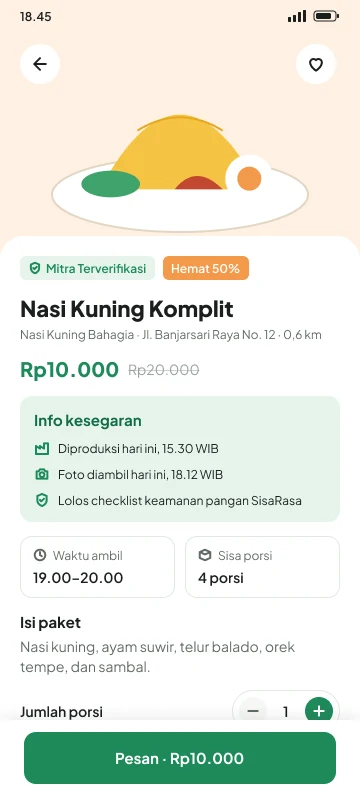 18.45
Mitra Terverifikasi
Hemat 50%
Nasi Kuning Komplit
Nasi Kuning Bahagia · Jl. Banjarsari Raya No. 12 · 0,6 km
Rp10.000 Rp20.000
Info kesegaran
Diproduksi hari ini, 15.30 WIB
Foto diambil hari ini, 18.12 WIB
Lolos checklist keamanan pangan SisaRasa
Waktu ambil
19.00–20.00
Sisa porsi
4 porsi
Isi paket
Nasi kuning, ayam suwir, telur balado, orek
tempe, dan sambal.
Jumlah porsi
1
Pesan · Rp10.000